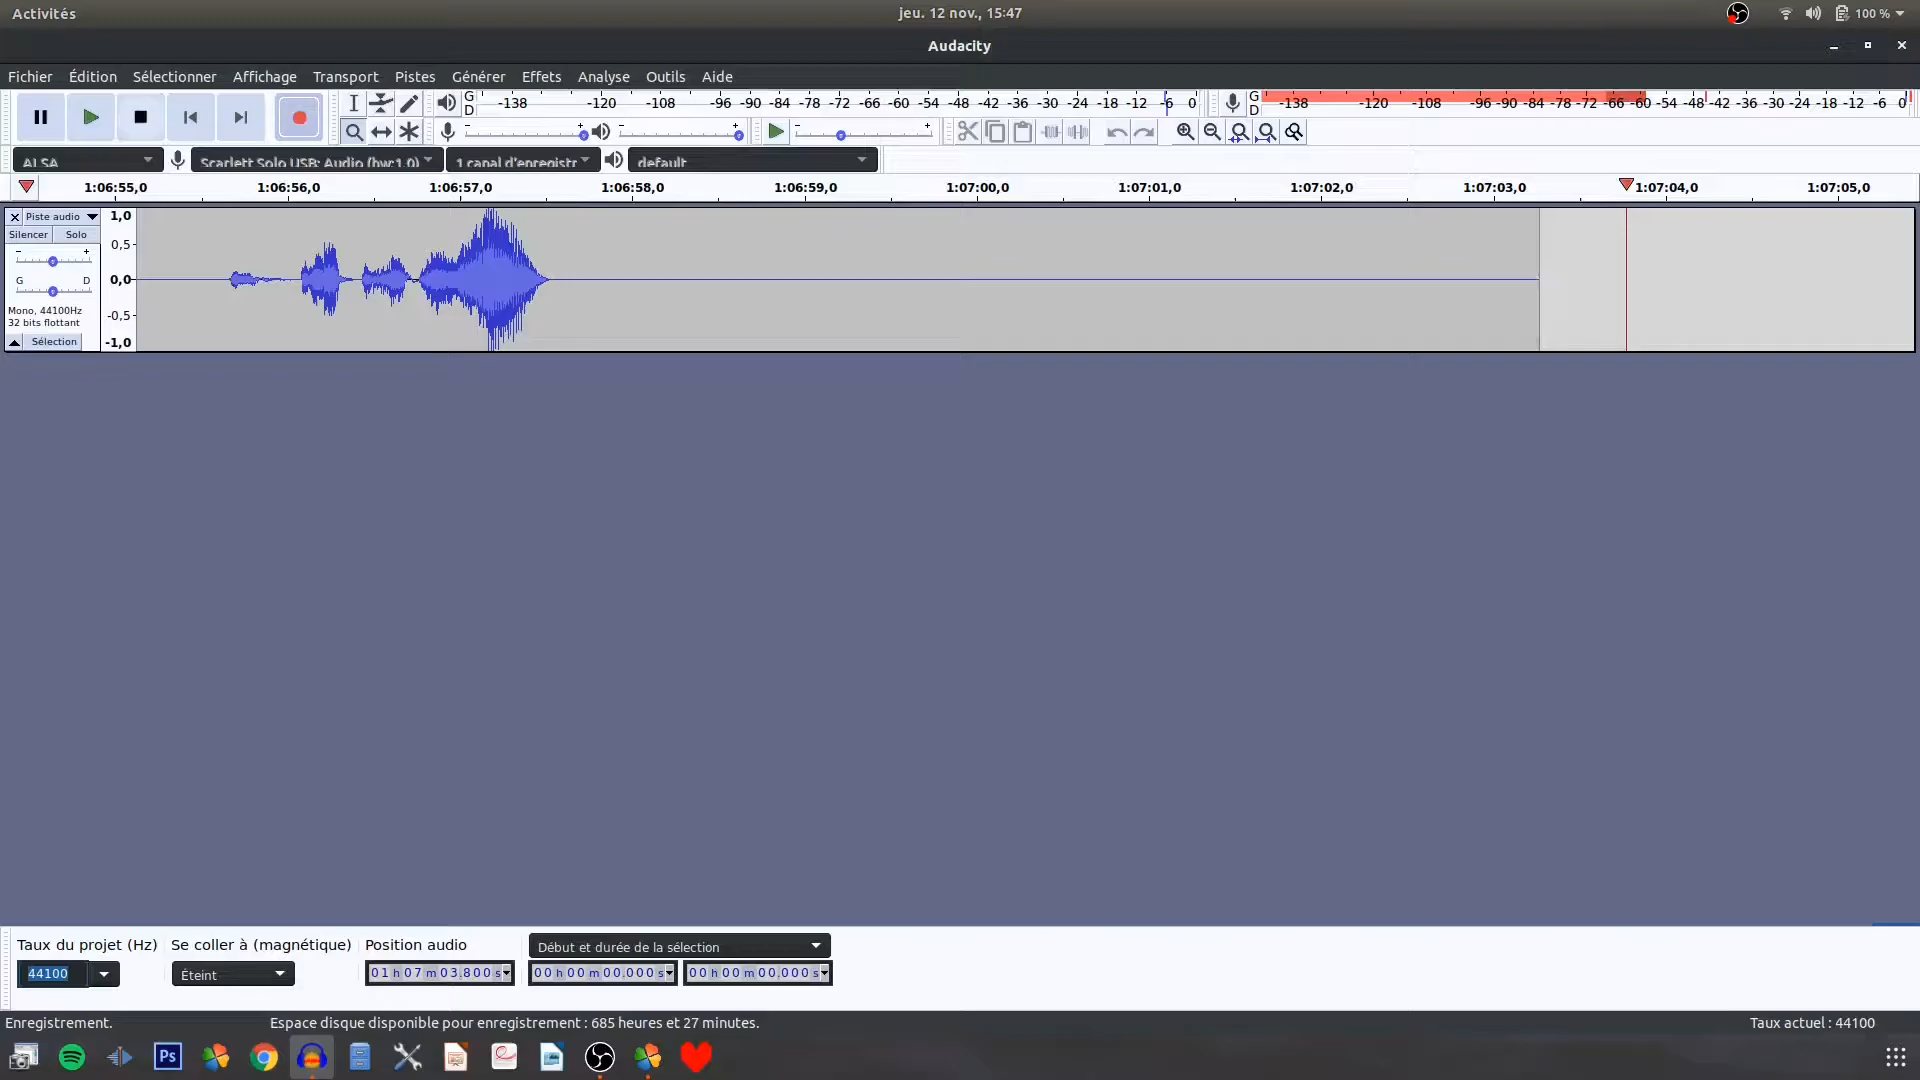 Activités
jeu. 12 nov., 15:47
100 %
Audacity
Fichier Édition Sélectionner Affichage Transport Pistes Générer Effets Analyse Outils Aide
G -138 -120 -108 -96 -90 -84 -78 -72 -66 -60 -54 -48 -42 -36 -30 -24 -18 -12 -6 0
D
G -138 -120 -108 -96 -90 -84 -78 -72 -66 -60 -54 -48 -42 -36 -30 -24 -18 -12 -6 0
D
ALSA
Scarlett Solo USB: Audio (hw:1,0)
1 canal d'enregistr
default
1:06:55,0 1:06:56,0 1:06:57,0 1:06:58,0 1:06:59,0 1:07:00,0 1:07:01,0 1:07:02,0 1:07:03,0 1:07:04,0 1:07:05,0
Piste audio
Silencer Solo
- +
G D
Mono, 44100Hz
32 bits flottant
Sélection
1,0
0,5
0,0
-0,5
-1,0
Taux du projet (Hz) Se coller à (magnétique) Position audio Début et durée de la sélection
44100 Éteint 01 h 07 m 03.800 s 00 h 00 m 00.000 s 00 h 00 m 00.000 s
Enregistrement. Espace disque disponible pour enregistrement : 685 heures et 27 minutes. Taux actuel : 44100
Ps